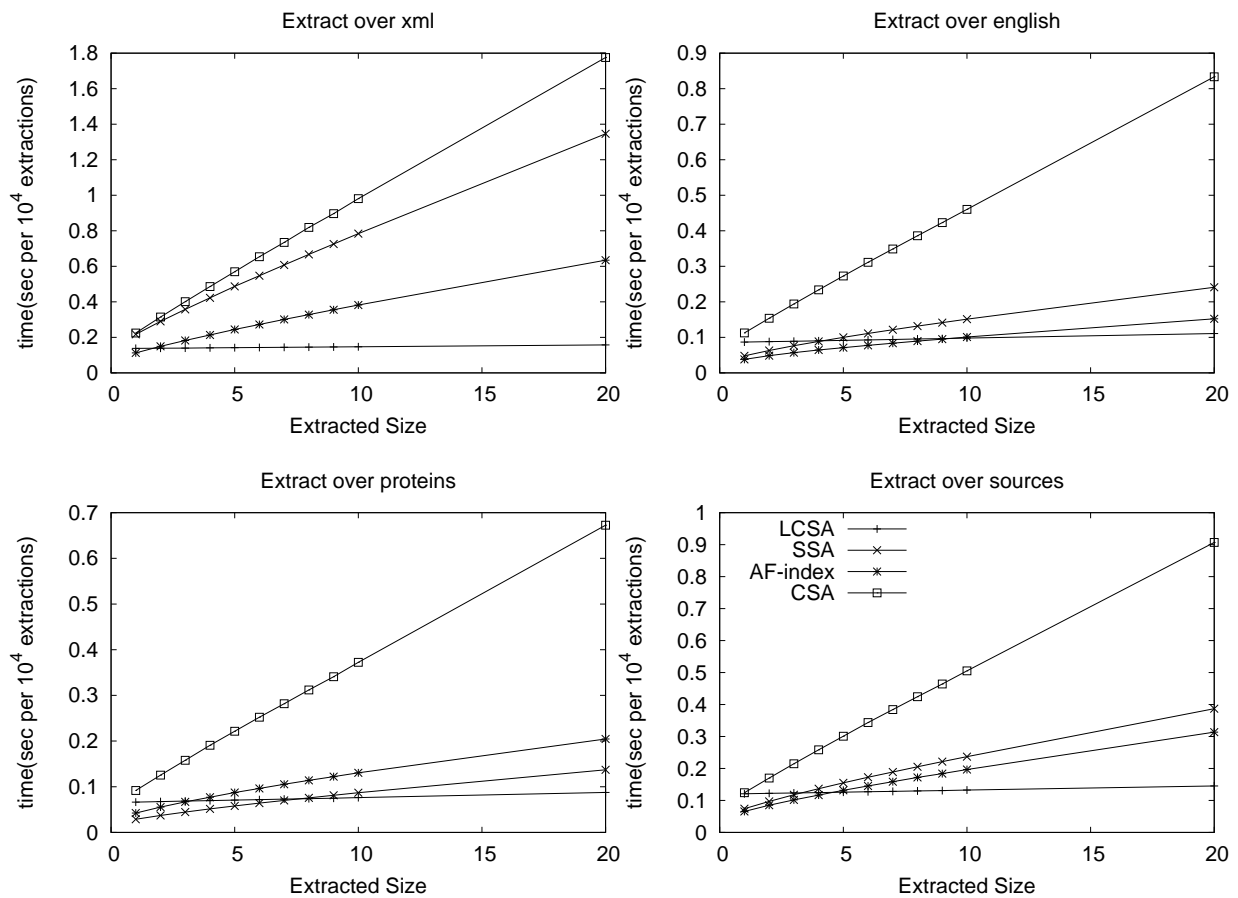 Extract over xml
1.8
1.6
1.4
1.2
1
0.8
0.6
0.4
0.2
0
time(sec per 10^4 extractions)
0 5 10 15 20
Extracted Size
Extract over english
0.9
0.8
0.7
0.6
0.5
0.4
0.3
0.2
0.1
0
time(sec per 10^4 extractions)
0 5 10 15 20
Extracted Size
Extract over proteins
0.7
0.6
0.5
0.4
0.3
0.2
0.1
0
time(sec per 10^4 extractions)
0 5 10 15 20
Extracted Size
Extract over sources
1
0.9
0.8
0.7
0.6
0.5
0.4
0.3
0.2
0.1
0
time(sec per 10^4 extractions)
LCSA
SSA
AF-index
CSA
0 5 10 15 20
Extracted Size